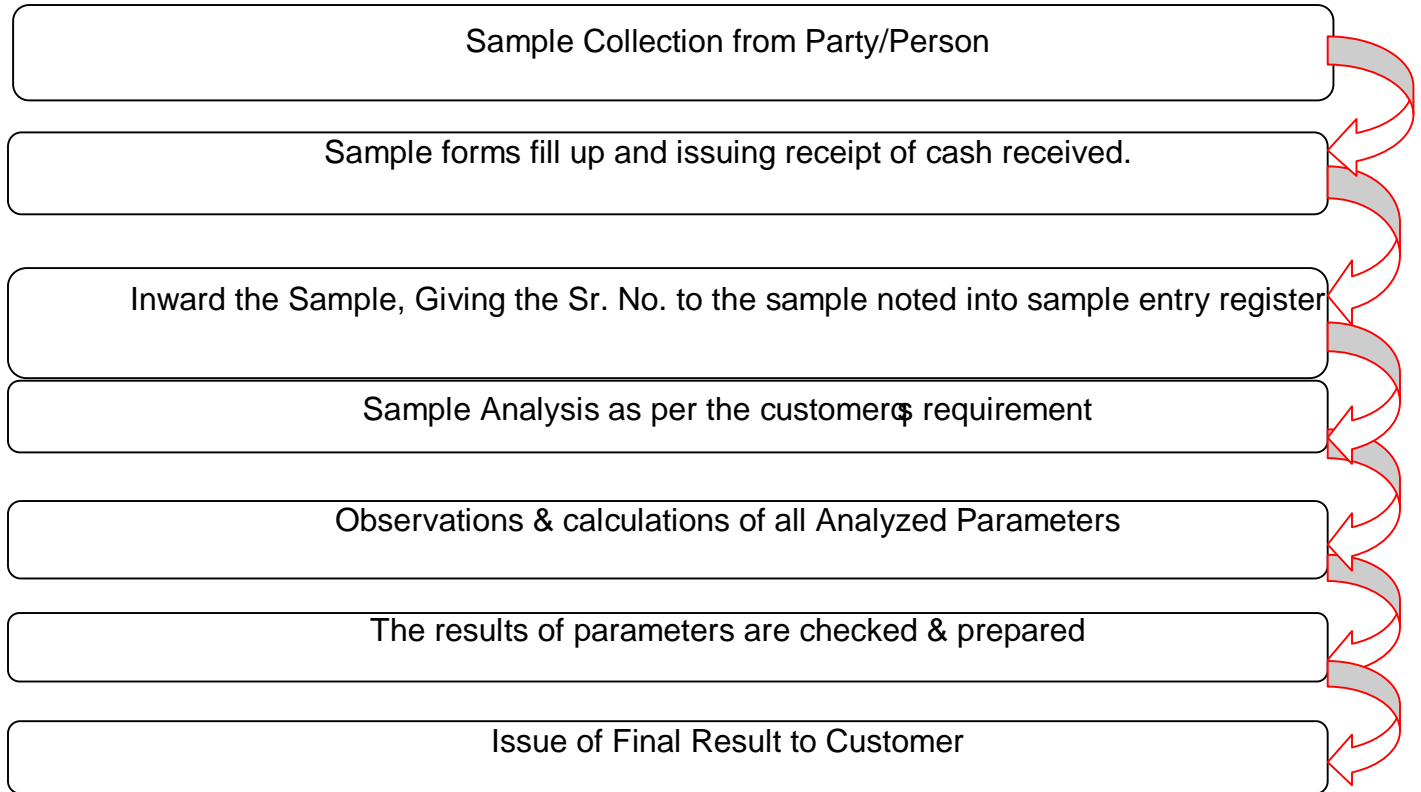 Sample Collection from Party/Person
Sample forms fill up and issuing receipt of cash received.
Inward the Sample, Giving the Sr. No. to the sample noted into sample entry register
Sample Analysis as per the customerqs requirement
Observations & calculations of all Analyzed Parameters
The results of parameters are checked & prepared
Issue of Final Result to Customer